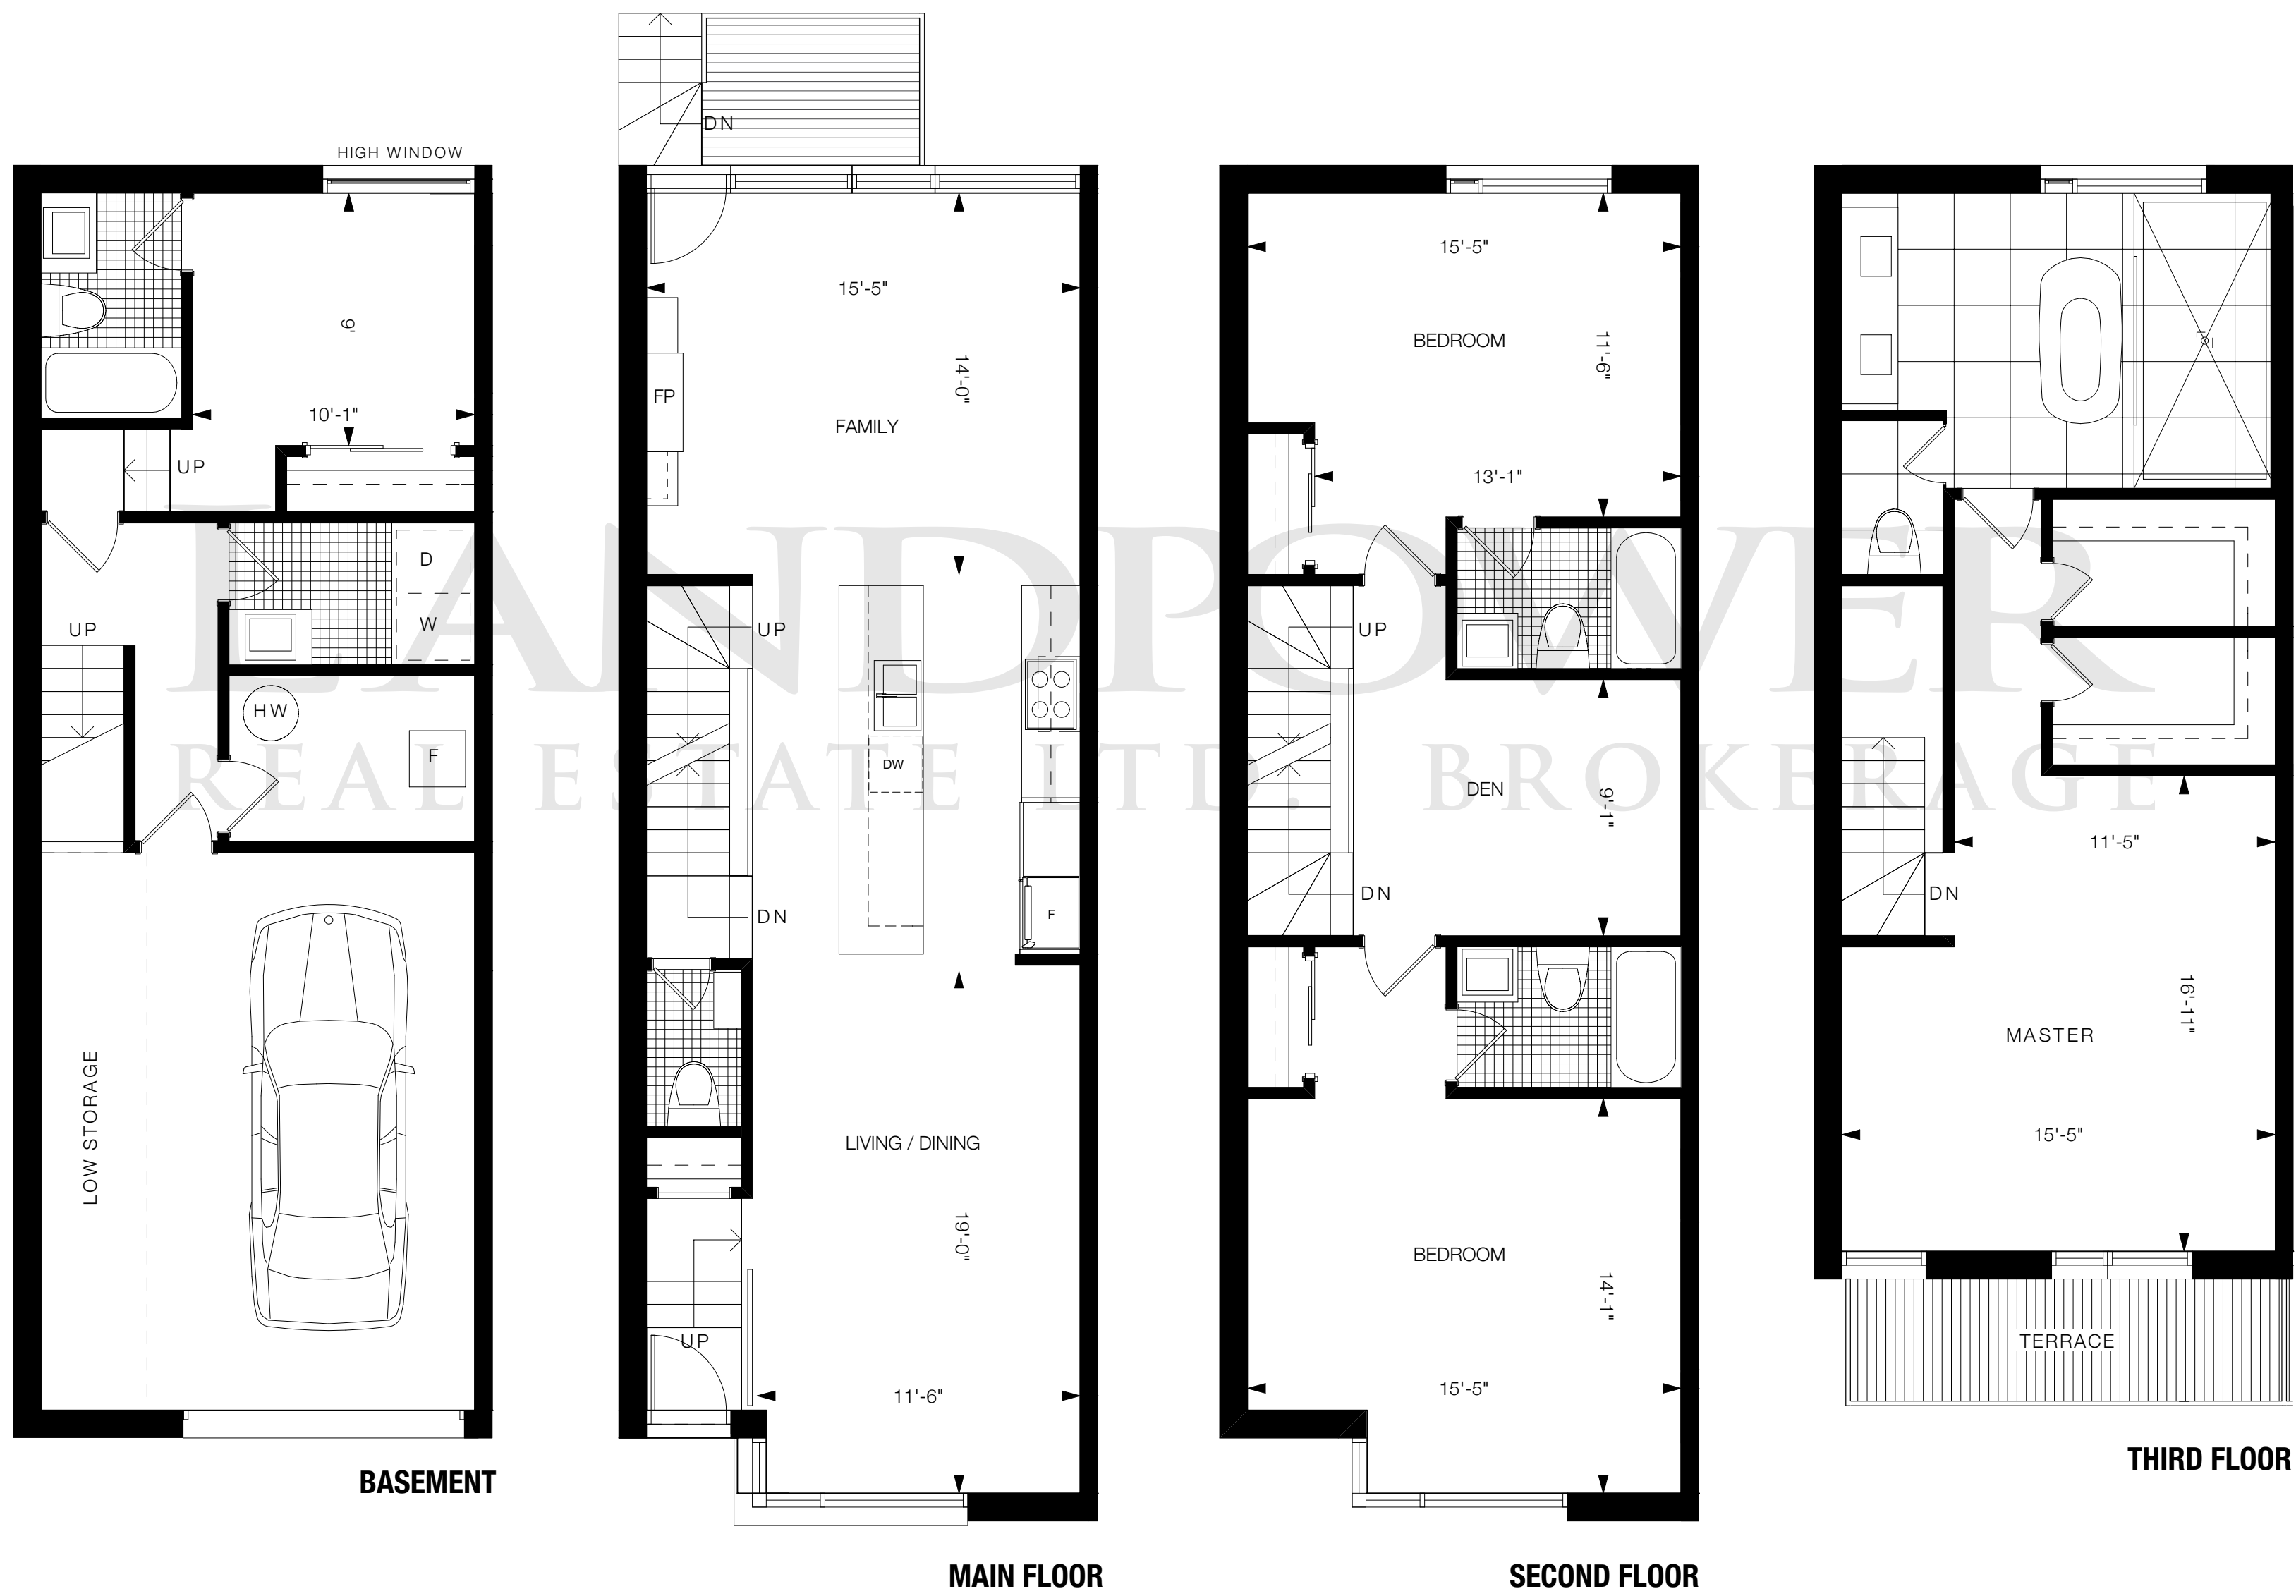 HIGH WINDOW
9'
10'-1"
UP
D
W
UP
HW
F
LOW STORAGE
BASEMENT
DN
15'-5"
14'-0"
FP
FAMILY
UP
DW
DN
F
LIVING / DINING
19'-0"
UP
11'-6"
MAIN FLOOR
15'-5"
BEDROOM
11'-6"
13'-1"
UP
DEN
9'-1"
DN
BEDROOM
14'-1"
15'-5"
SECOND FLOOR
11'-5"
DN
16'-11"
MASTER
15'-5"
TERRACE
THIRD FLOOR
LANDPOWER
REAL ESTATE LTD. BROKERAGE